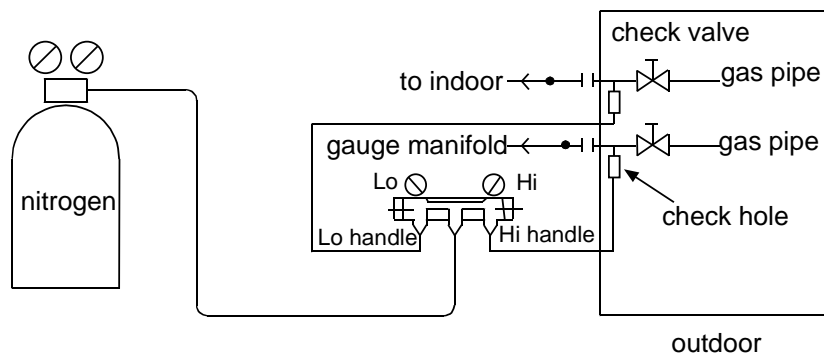 check valve
to indoor
gas pipe
gauge manifold
gas pipe
Lo
Hi
nitrogen
check hole
Lo handle
Hi handle
outdoor